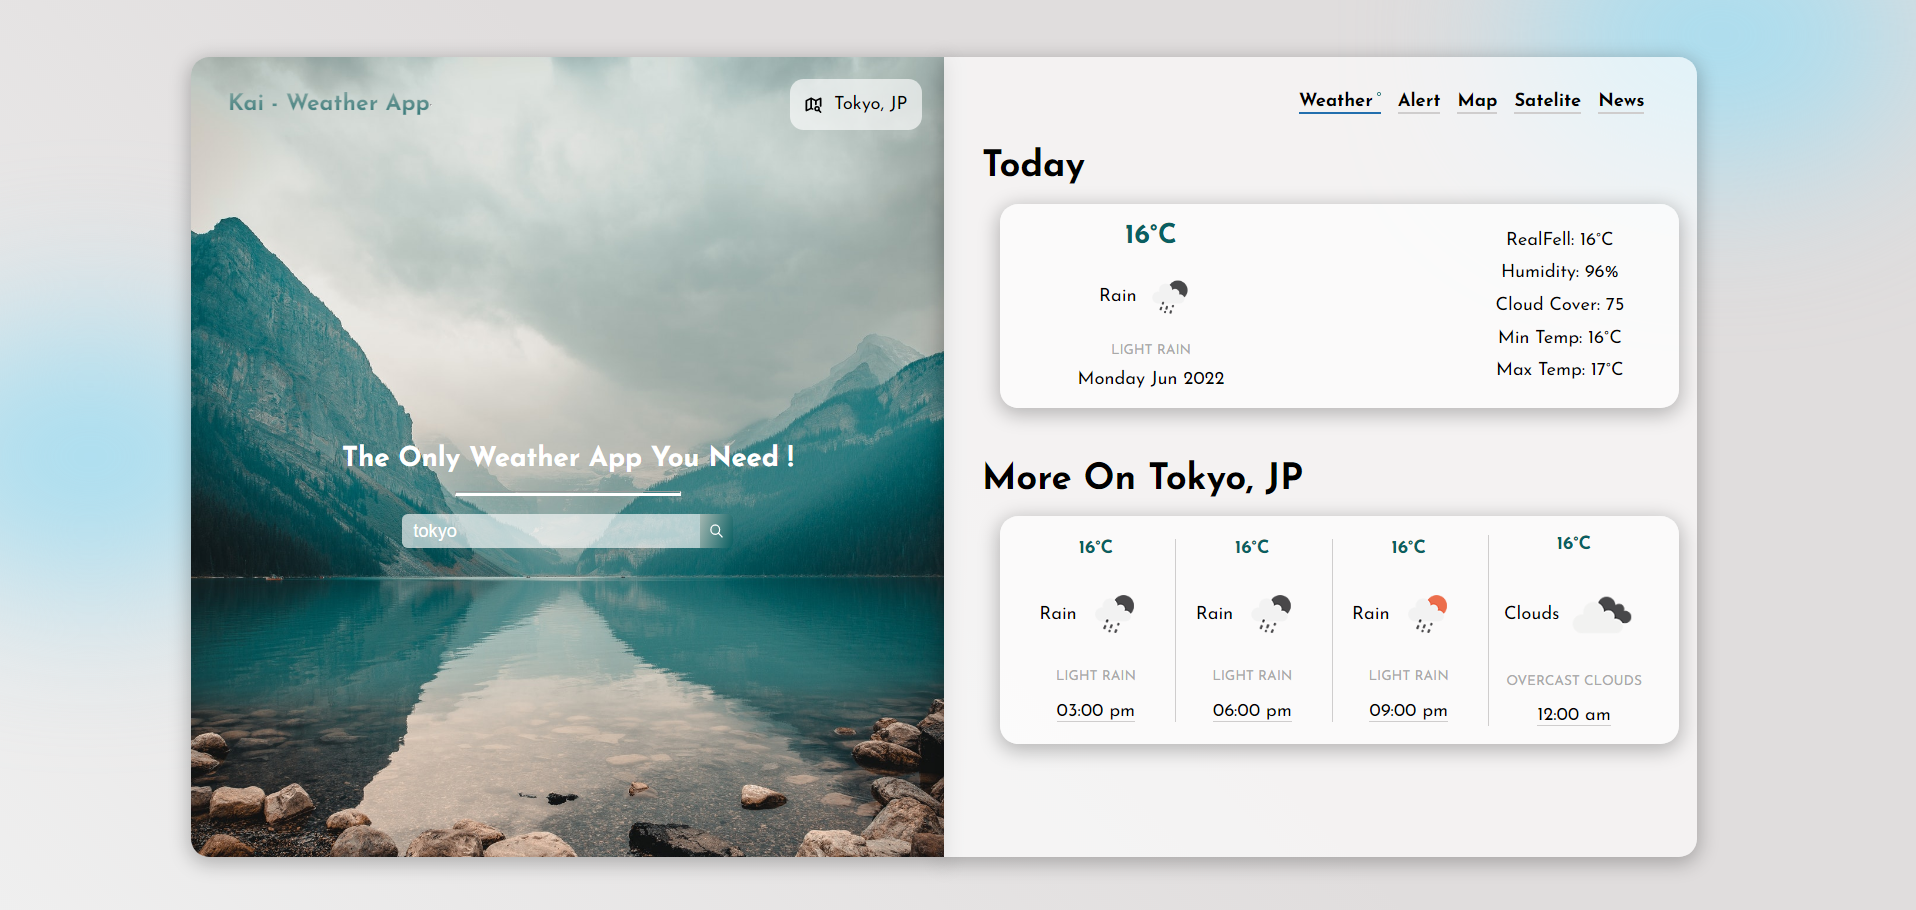 Kai - Weather App
Tokyo, JP
The Only Weather App You Need !
tokyo
Weather ° Alert Map Satelite News
Today
16°C
Rain
LIGHT RAIN
Monday Jun 2022
RealFell: 16°C
Humidity: 96%
Cloud Cover: 75
Min Temp: 16°C
Max Temp: 17°C
More On Tokyo, JP
16°C
Rain
LIGHT RAIN
03:00 pm
16°C
Rain
LIGHT RAIN
06:00 pm
16°C
Rain
LIGHT RAIN
09:00 pm
16°C
Clouds
OVERCAST CLOUDS
12:00 am